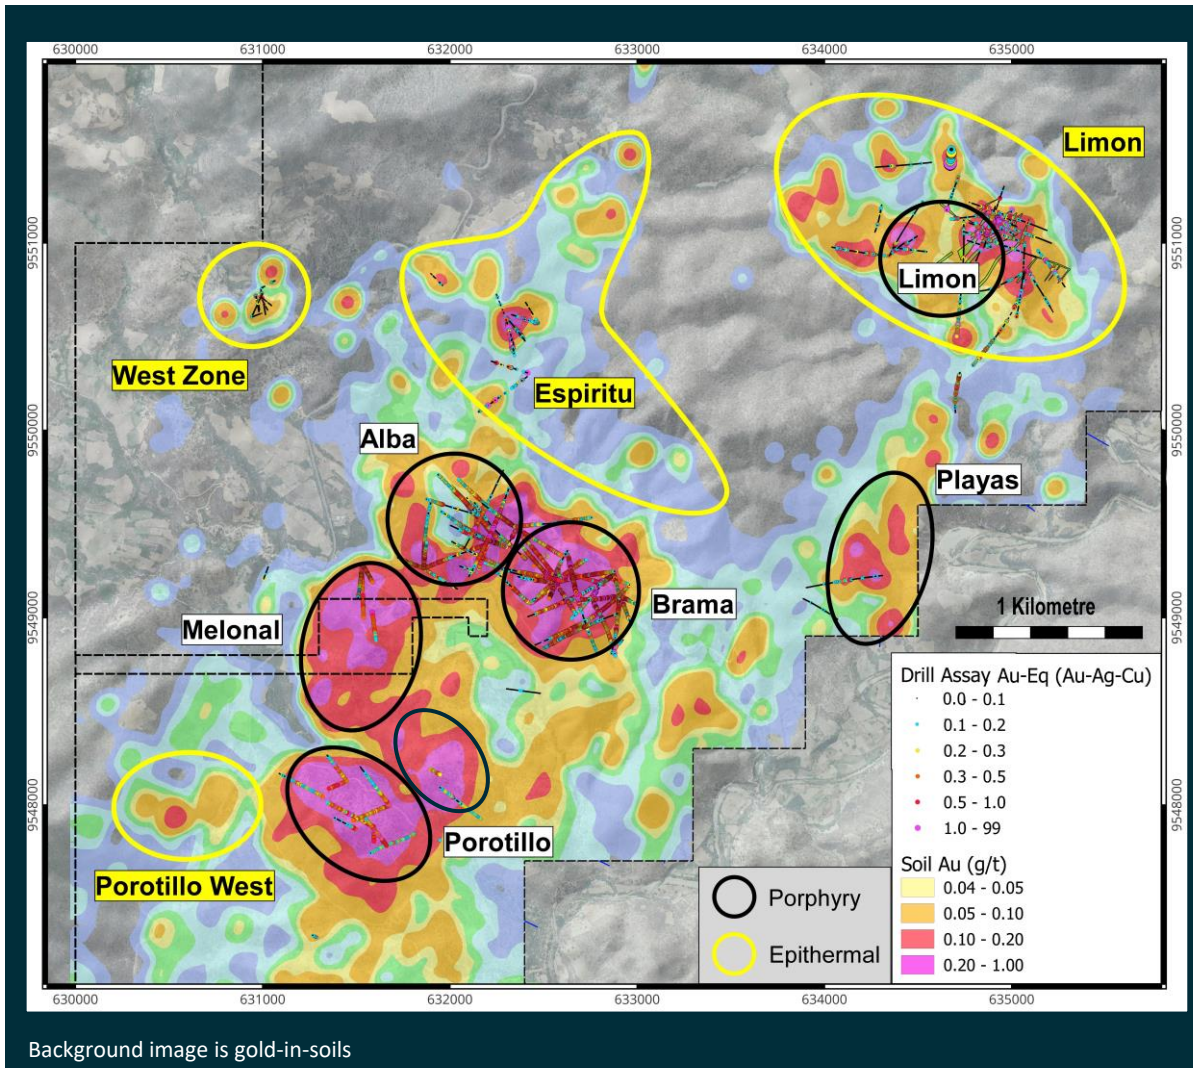 630000 631000 632000 633000 634000 635000
Limon
9551000
9551000
Limon
West Zone
Espiritu
9550000
9550000
Alba
Playas
Brama
1 Kilometre
9549000
9549000
Melonal
Drill Assay Au-Eq (Au-Ag-Cu)
0.0 - 0.1
0.1 - 0.2
0.2 - 0.3
0.3 - 0.5
0.5 - 1.0
1.0 - 99
9548000
9548000
Porotillo
Soil Au (g/t)
0.04 - 0.05
0.05 - 0.10
0.10 - 0.20
0.20 - 1.00
Porotillo West
Porphyry
Epithermal
630000 631000 632000 633000 634000 635000
Background image is gold-in-soils